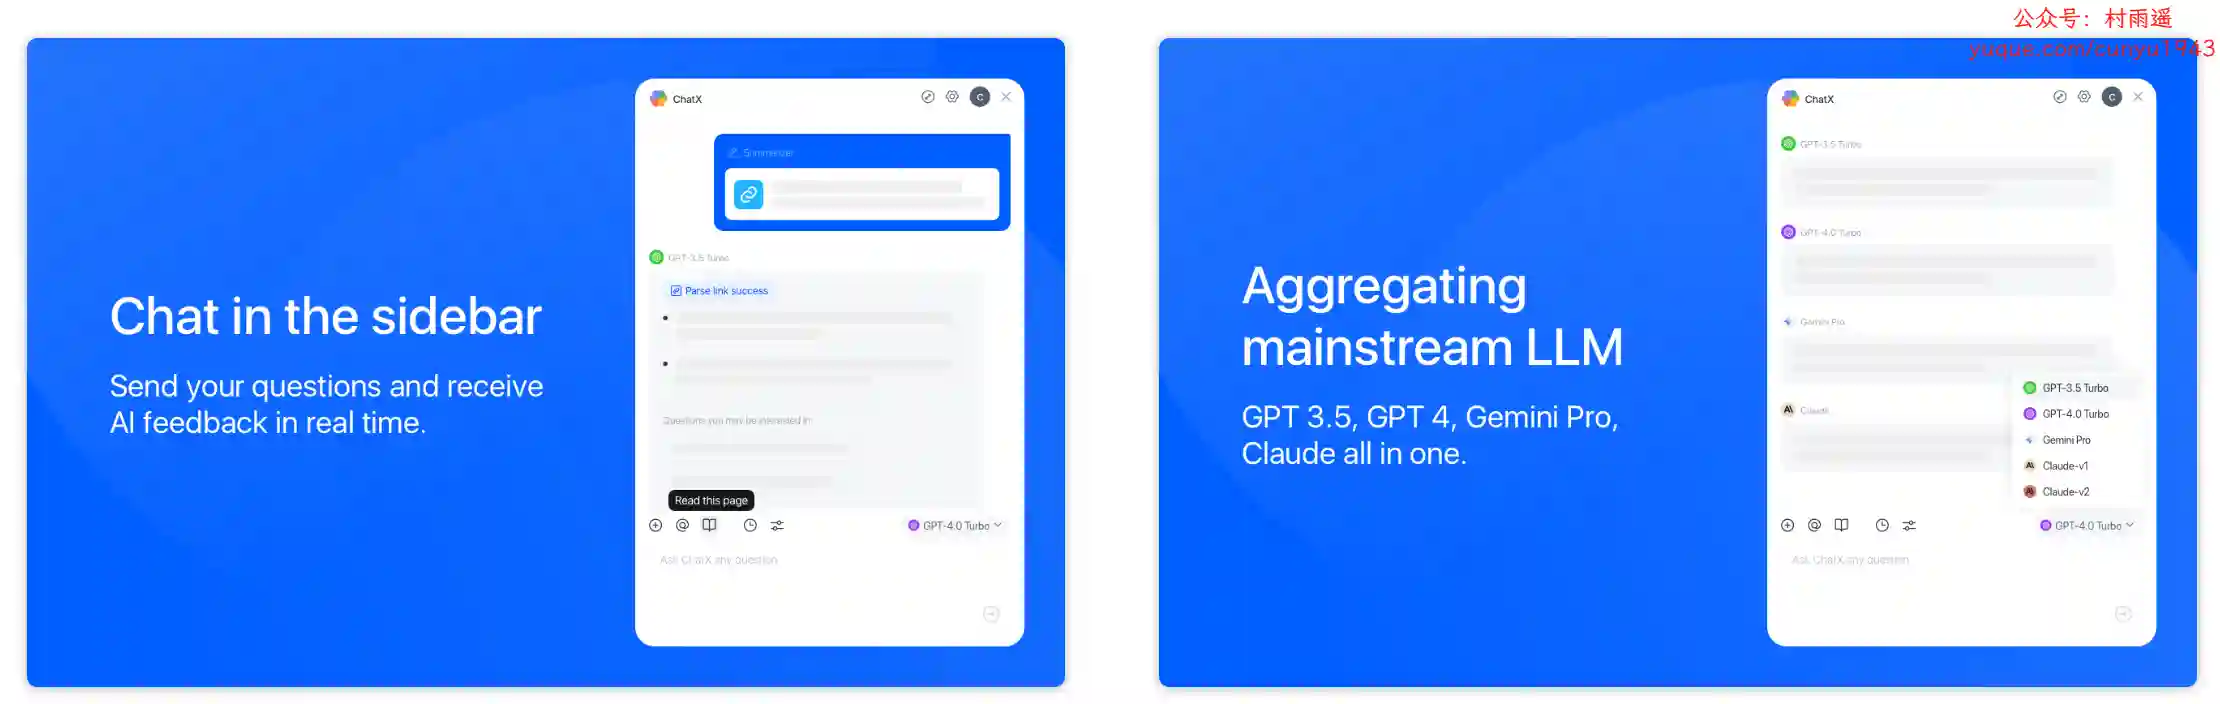 公众号：村雨遥
yuque.com/cunyu1943
ChatX
C
Summarizer
GPT-3.5 Turbo
Parse link success
Chat in the sidebar
Send your questions and receive
AI feedback in real time.
Questions you may be interested in
Read this page
GPT-4.0 Turbo
Ask ChatX any question
ChatX
C
GPT-3.5 Turbo
GPT-4.0 Turbo
Aggregating
mainstream LLM
GPT 3.5, GPT 4, Gemini Pro,
Claude all in one.
Gemini Pro
Claude
GPT-3.5 Turbo
GPT-4.0 Turbo
Gemini Pro
Claude-v1
Claude-v2
GPT-4.0 Turbo
Ask ChatX any question